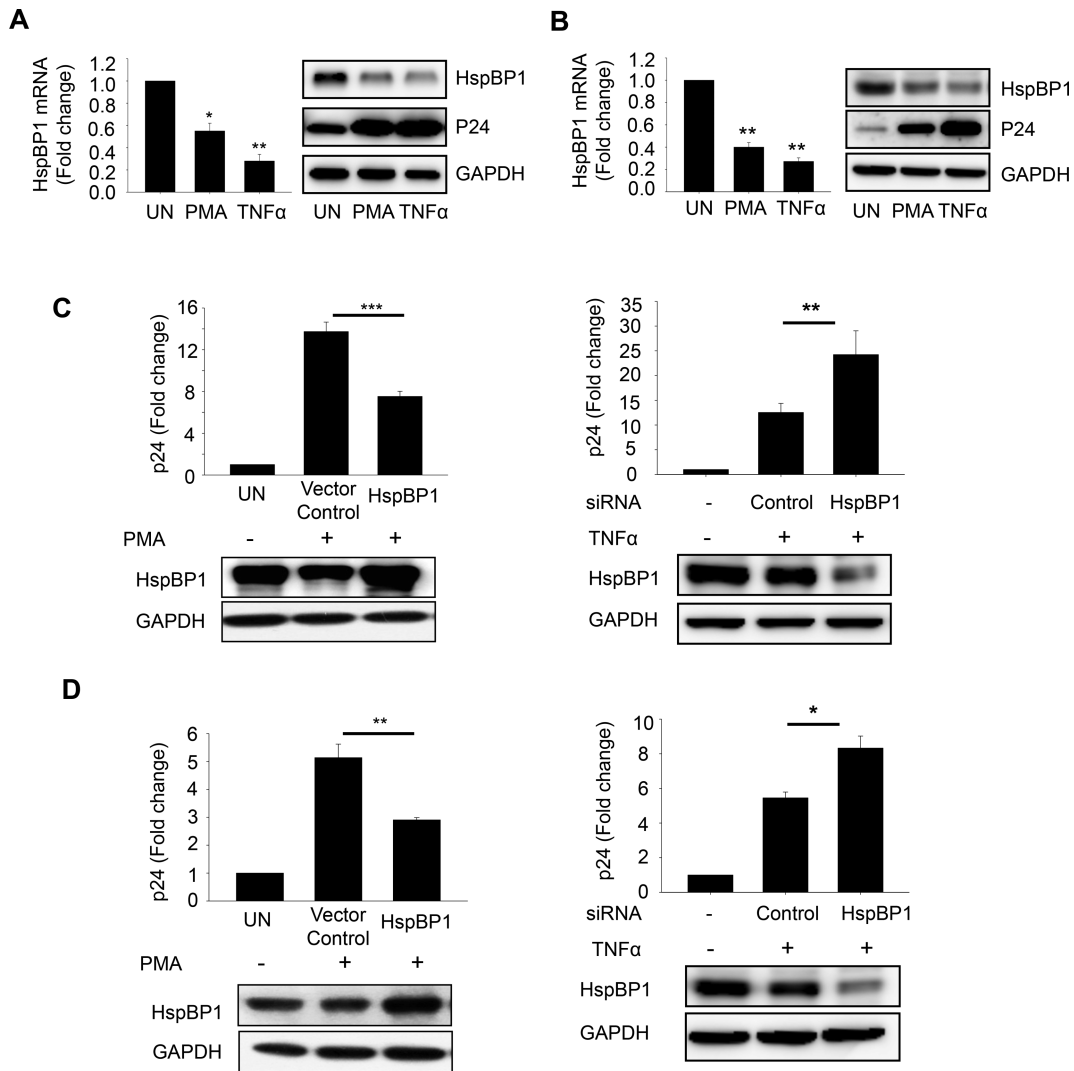 A
HspBP1 mRNA
(Fold change)
1.2
1.0
0.8
0.6
0.4
0.2
0.0
*
**
UN PMA TNFα
HspBP1
P24
GAPDH
UN PMA TNFα
B
HspBP1 mRNA
(Fold change)
1.2
1.0
0.8
0.6
0.4
0.2
0.0
**
**
UN PMA TNFα
HspBP1
P24
GAPDH
UN PMA TNFα
C
p24 (Fold change)
16
12
8
4
0
***
UN
Vector
Control
HspBP1
PMA - + +
HspBP1
GAPDH
p24 (Fold change)
35
30
25
20
15
10
5
0
**
siRNA - Control HspBP1
TNFα - + +
HspBP1
GAPDH
D
p24 (Fold change)
6
5
4
3
2
1
0
**
UN
Vector
Control
HspBP1
PMA - + +
HspBP1
GAPDH
p24 (Fold change)
10
8
6
4
2
0
*
siRNA - Control HspBP1
TNFα - + +
HspBP1
GAPDH